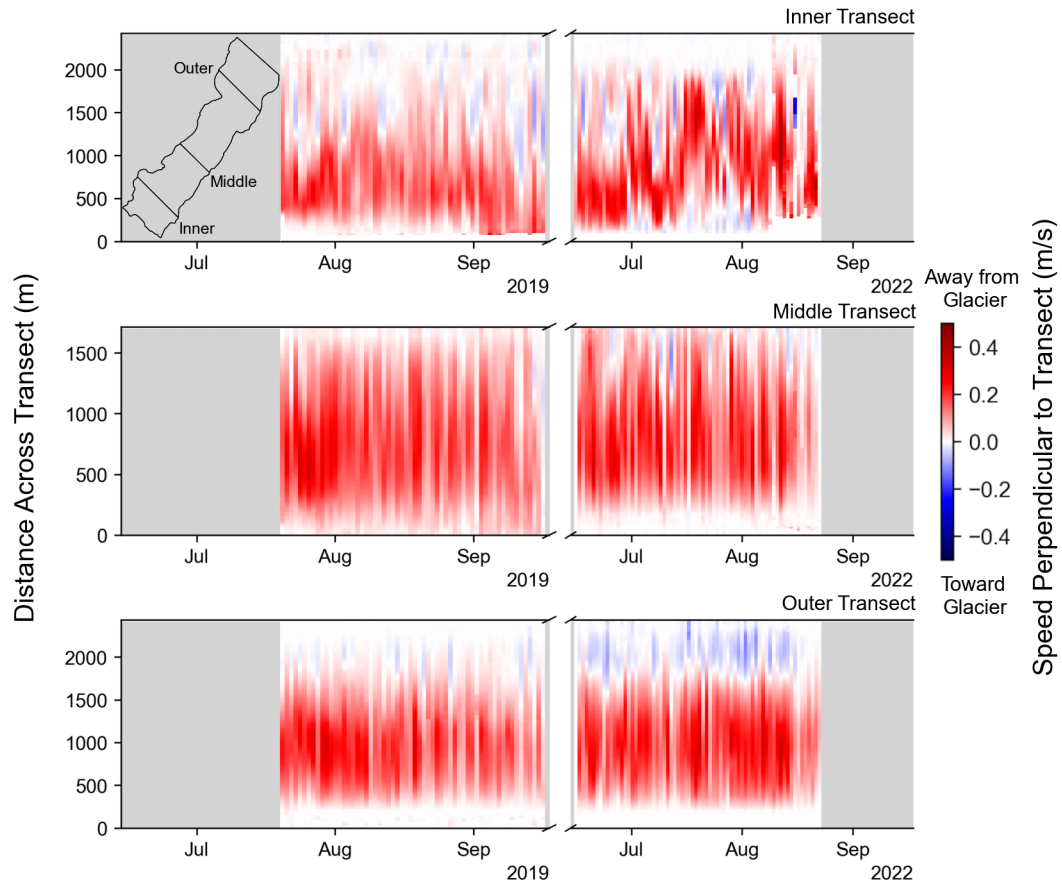 Inner Transect
2000
1500
1000
500
0
Outer
Middle
Inner
Jul
Aug
Sep
2019
Jul
Aug
Sep
2022
Middle Transect
1500
1000
500
0
Jul
Aug
Sep
2019
Jul
Aug
Sep
2022
Outer Transect
2000
1500
1000
500
0
Jul
Aug
Sep
2019
Jul
Aug
Sep
2022
Distance Across Transect (m)
Away from
Glacier
0.4
0.2
0.0
−0.2
−0.4
Toward
Glacier
Speed Perpendicular to Transect (m/s)